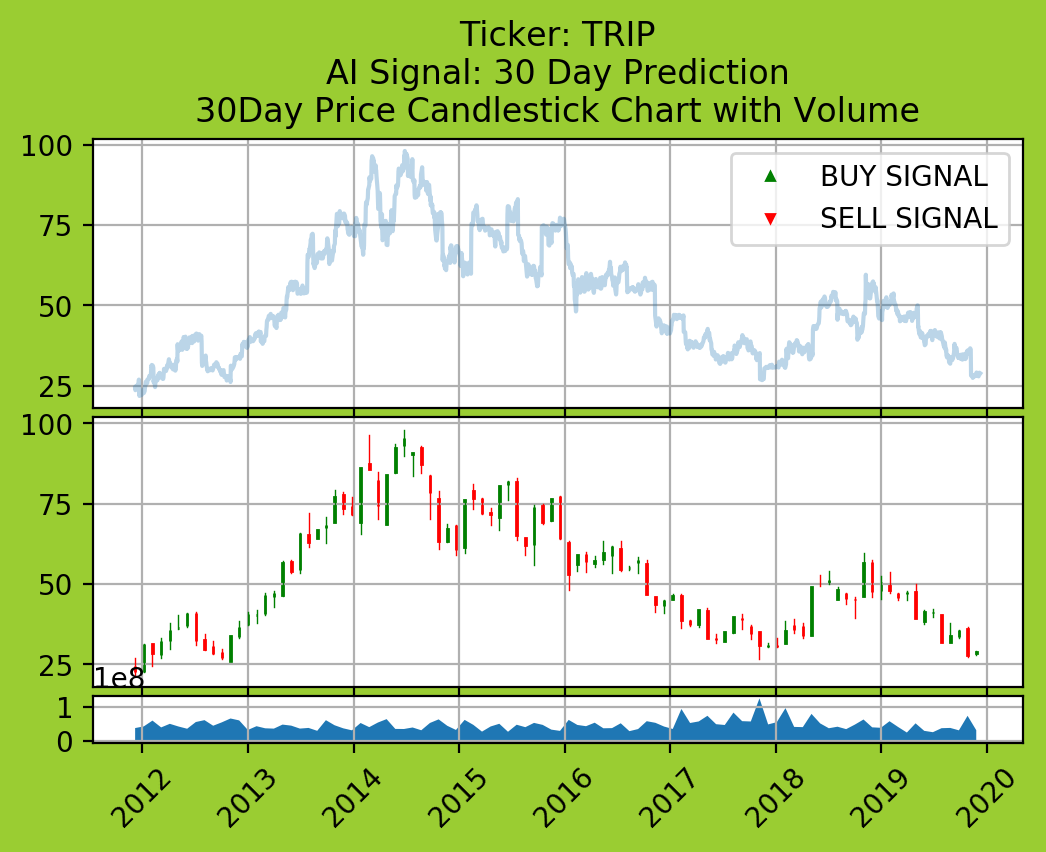 Ticker: TRIP
AI Signal: 30 Day Prediction
30Day Price Candlestick Chart with Volume
100
75
50
25
BUY SIGNAL
SELL SIGNAL
100
75
50
25
1e8
1
0
2012 2013 2014 2015 2016 2017 2018 2019 2020